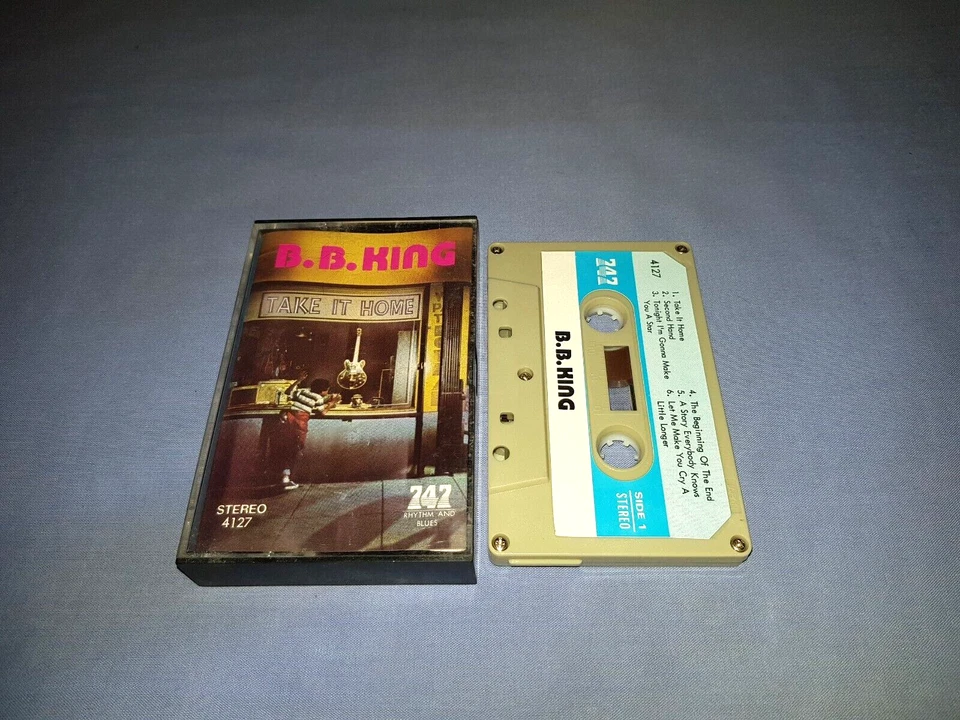 B.B.KING
TAKE IT HOME
STEREO
4127
747
RHYTHM AND
BLUES
747
4127
1. Take It Home
2. Second Hand
3. Tonight I'm Gonna Make
You A Star
4. The Beginning Of The End
5. A Story Everybody Knows
6. Let Me Make You Cry A
Little Longer
B.B.KING
SIDE 1
STEREO